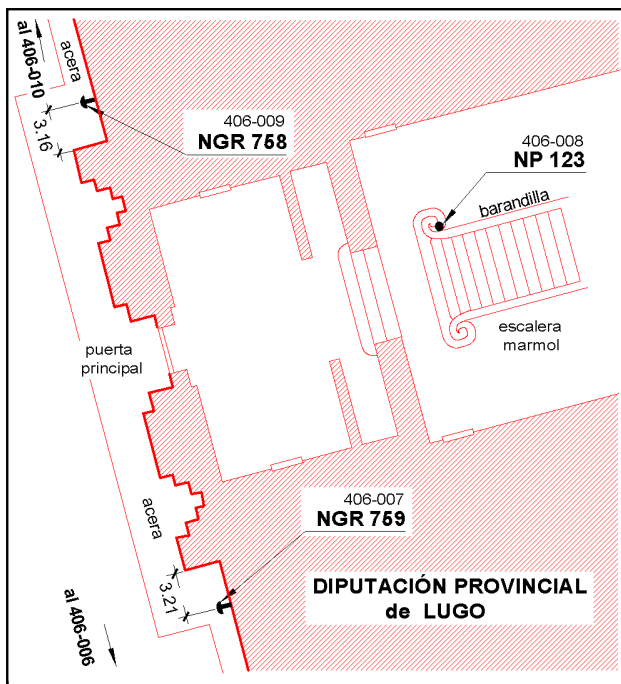 al 406-010
acera
3.16
406-009
NGR 758
406-008
NP 123
barandilla
escalera
marmol
puerta
principal
acera
406-007
NGR 759
3.21
al 406-006
DIPUTACIÓN PROVINCIAL
de LUGO